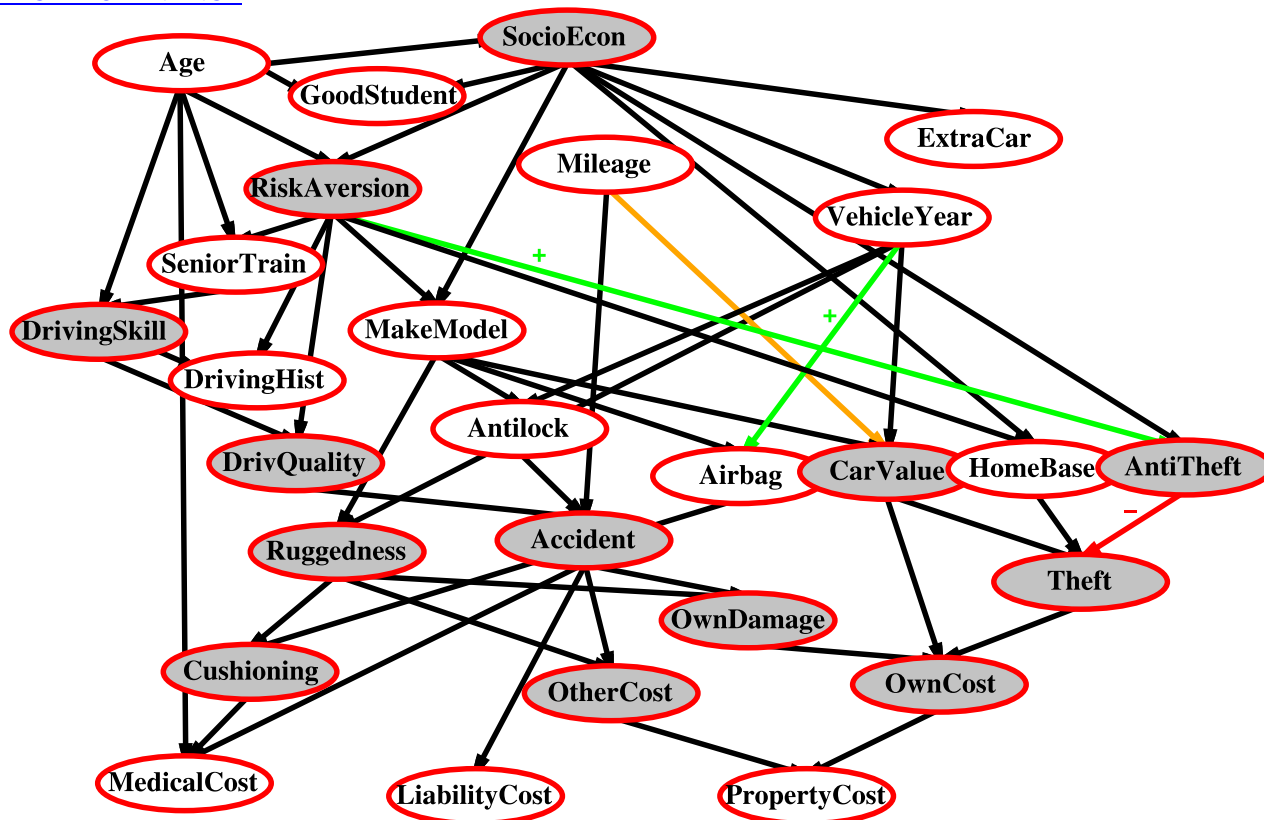 SocioEcon
Age
GoodStudent
ExtraCar
Mileage
RiskAversion
VehicleYear
+
SeniorTrain
+
DrivingSkill
MakeModel
DrivingHist
Antilock
DrivQuality
Airbag
CarValue
HomeBase
AntiTheft
−
Ruggedness
Accident
Theft
OwnDamage
Cushioning
OtherCost
OwnCost
MedicalCost
LiabilityCost
PropertyCost